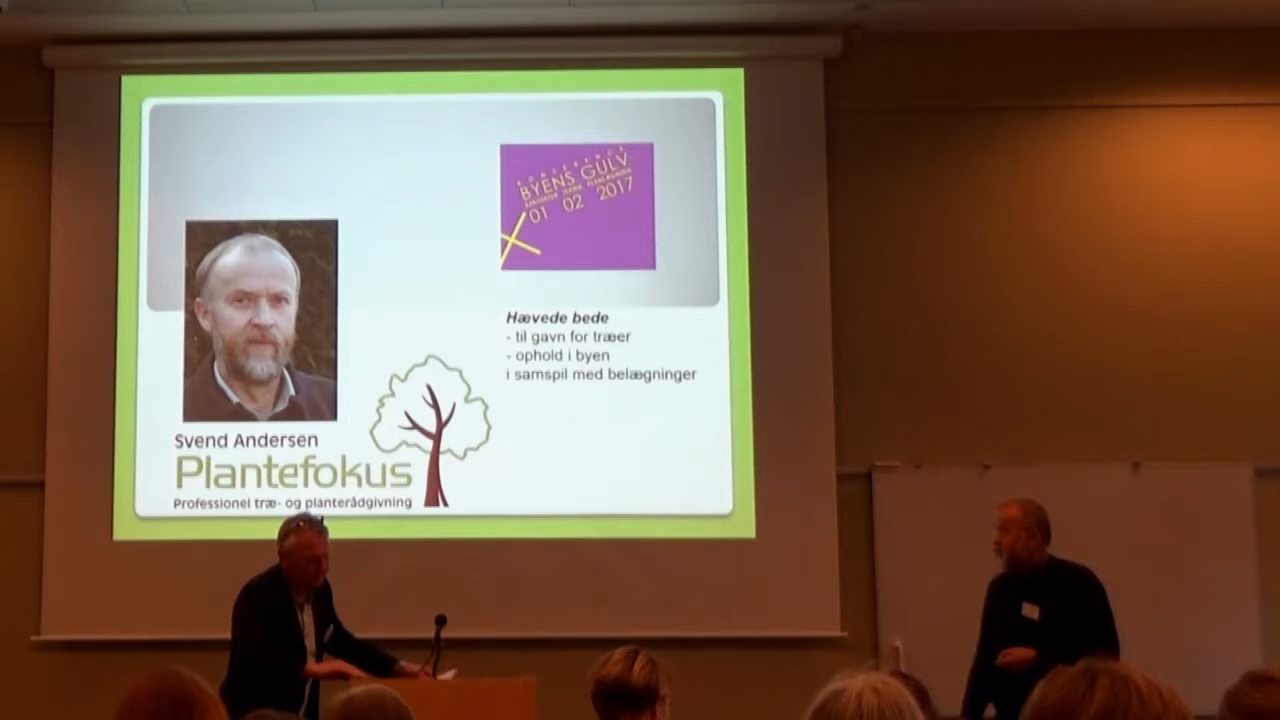 KONFERENCE
BYENS GULV
01 02 2017
Hævede bede
- til gavn for træer
- ophold i byen
i samspil med belægninger
Svend Andersen
Plantefokus
Professionel træ- og planterådgivning